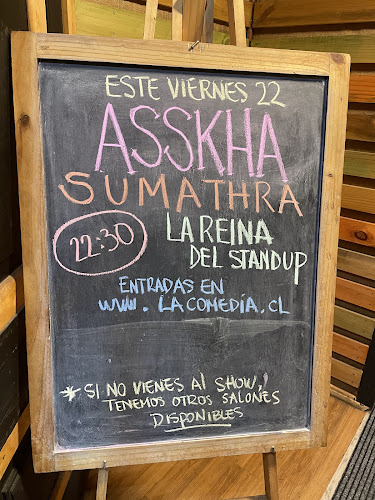 ESTE VIERNES 22
ASSKHA
SUMATHRA
22:30
LA REINA
DEL STANDUP
ENTRADAS EN
WWW.LACOMEDIA.CL
* SI NO VIENES Al SHOW,
TENEMOS OTROS SALONES
DISPONIBLES